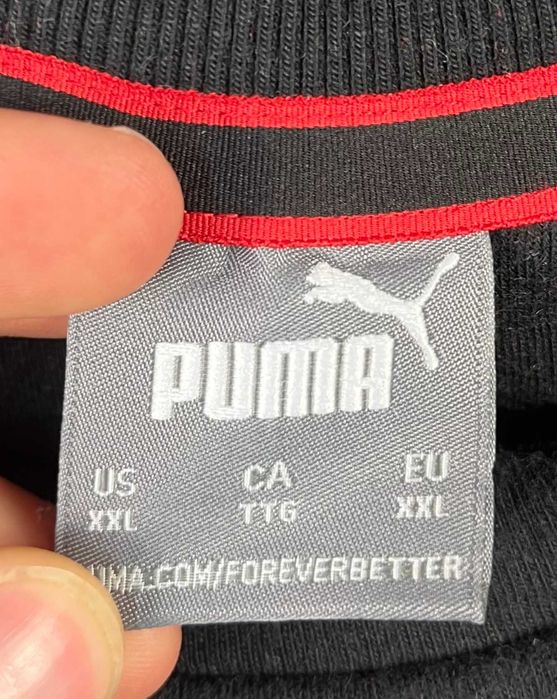 PUMA
US CA EU
XXL TTG XXL
UMA.COM/FOREVERBETTER